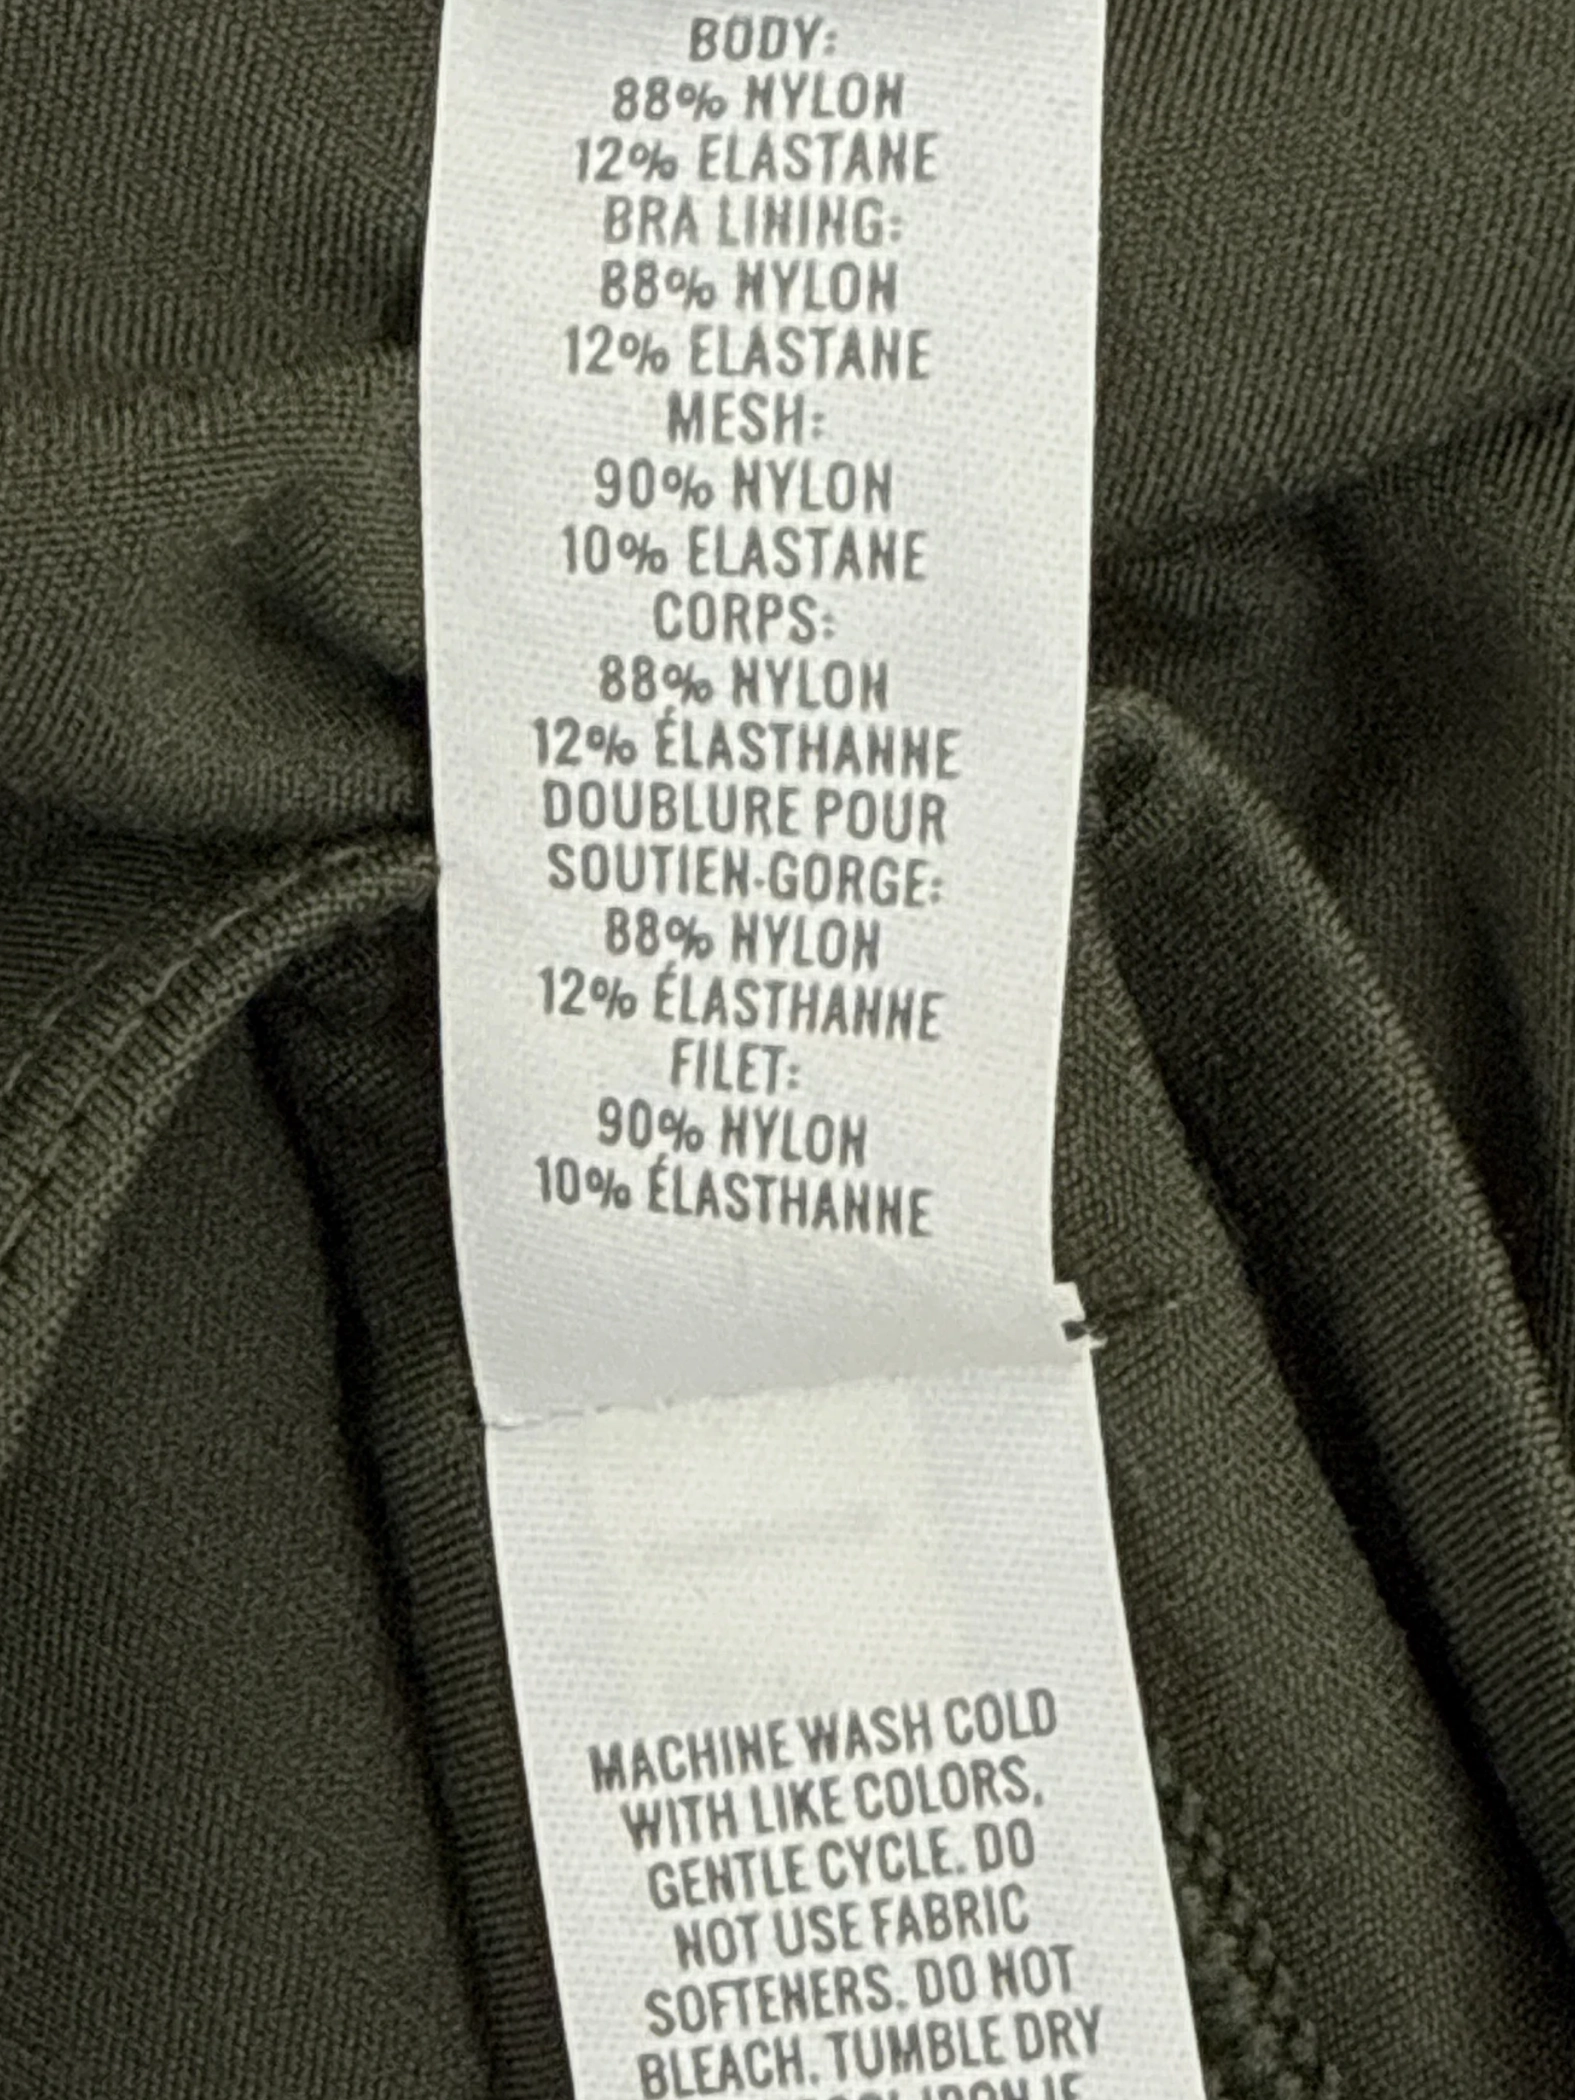 BODY:
88% NYLON
12% ELASTANE
BRA LINING:
88% NYLON
12% ELASTANE
MESH:
90% NYLON
10% ELASTANE
CORPS:
88% NYLON
12% ÉLASTHANNE
DOUBLURE POUR
SOUTIEN-GORGE:
88% NYLON
12% ÉLASTHANNE
FILET:
90% NYLON
10% ÉLASTHANNE
MACHINE WASH COLD
WITH LIKE COLORS,
GENTLE CYCLE. DO
NOT USE FABRIC
SOFTENERS. DO NOT
BLEACH. TUMBLE DRY
IRON IF